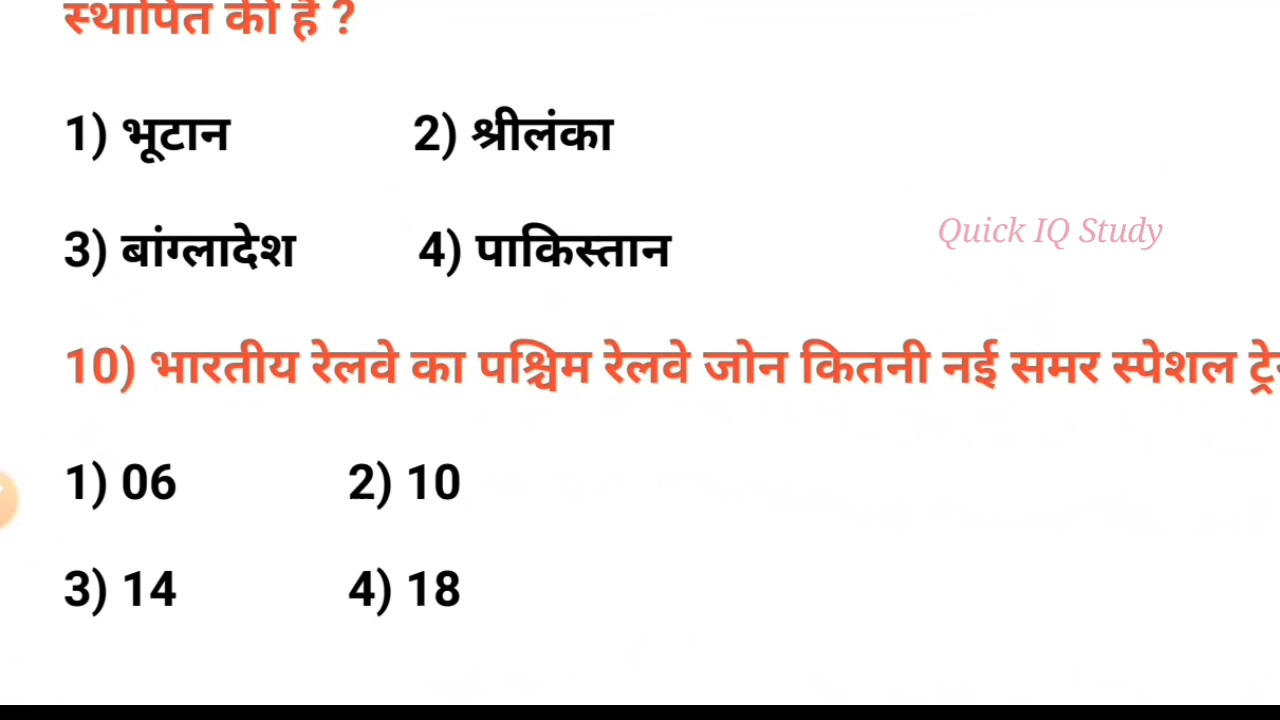 स्थापित की है ?
1) भूटान 2) श्रीलंका
3) बांग्लादेश 4) पाकिस्तान
Quick IQ Study
10) भारतीय रेलवे का पश्चिम रेलवे जोन कितनी नई समर स्पेशल
1) 06 2) 10
3) 14 4) 18